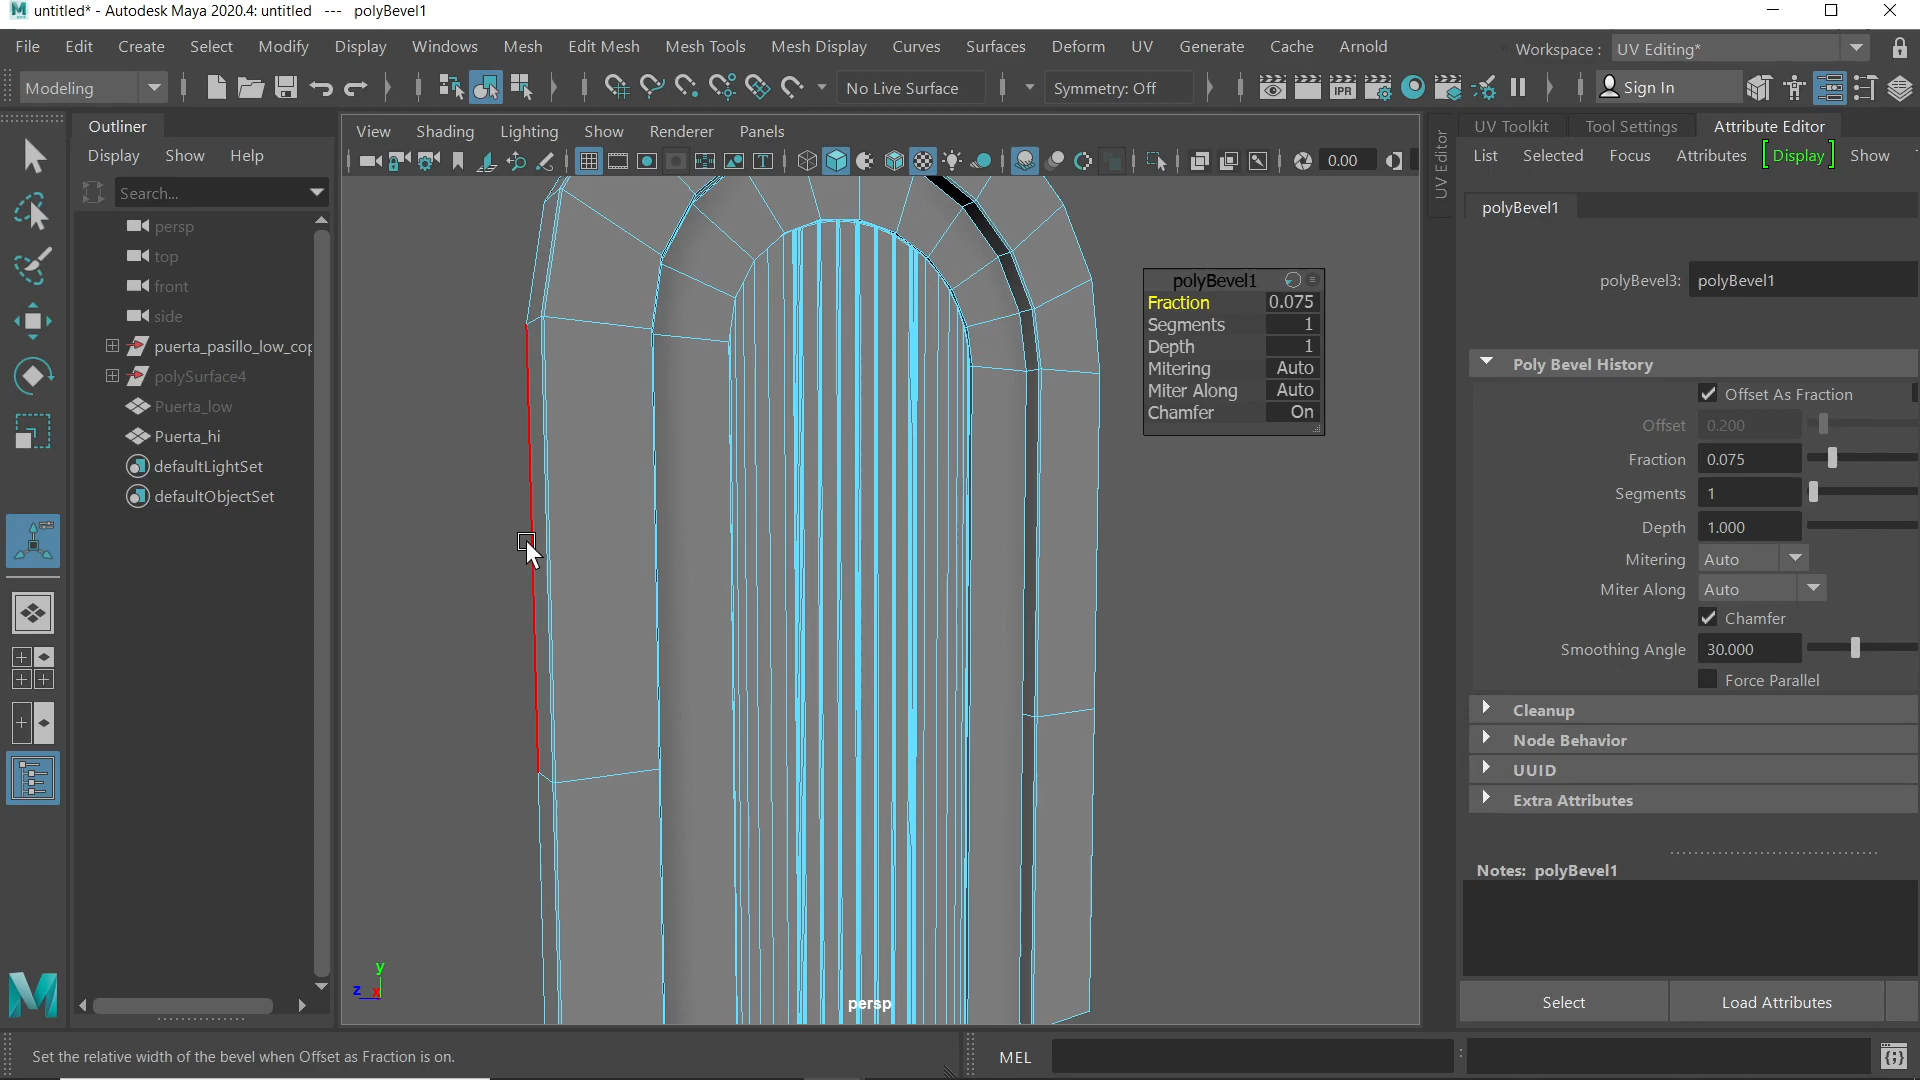 untitled* - Autodesk Maya 2020.4: untitled   ---   polyBevel1
File Edit Create Select Modify Display Windows Mesh Edit Mesh Mesh Tools Mesh Display Curves Surfaces Deform UV Generate Cache Arnold
Workspace : UV Editing*
Modeling
No Live Surface
Symmetry: Off
IPR
Sign In
Outliner
Display Show Help
Search...
persp
top
front
side
puerta_pasillo_low_cop
polySurface4
Puerta_low
Puerta_hi
defaultLightSet
defaultObjectSet
View Shading Lighting Show Renderer Panels
0.00
polyBevel1
Fraction 0.075
Segments 1
Depth 1
Mitering Auto
Miter Along Auto
Chamfer On
y
z x
persp
UV Editor
UV Toolkit Tool Settings Attribute Editor
List Selected Focus Attributes Display Show
polyBevel1
polyBevel3: polyBevel1
Poly Bevel History
Offset As Fraction
Offset 0.200
Fraction 0.075
Segments 1
Depth 1.000
Mitering Auto
Miter Along Auto
Chamfer
Smoothing Angle 30.000
Force Parallel
Cleanup
Node Behavior
UUID
Extra Attributes
Notes: polyBevel1
Select
Load Attributes
Set the relative width of the bevel when Offset as Fraction is on.
MEL